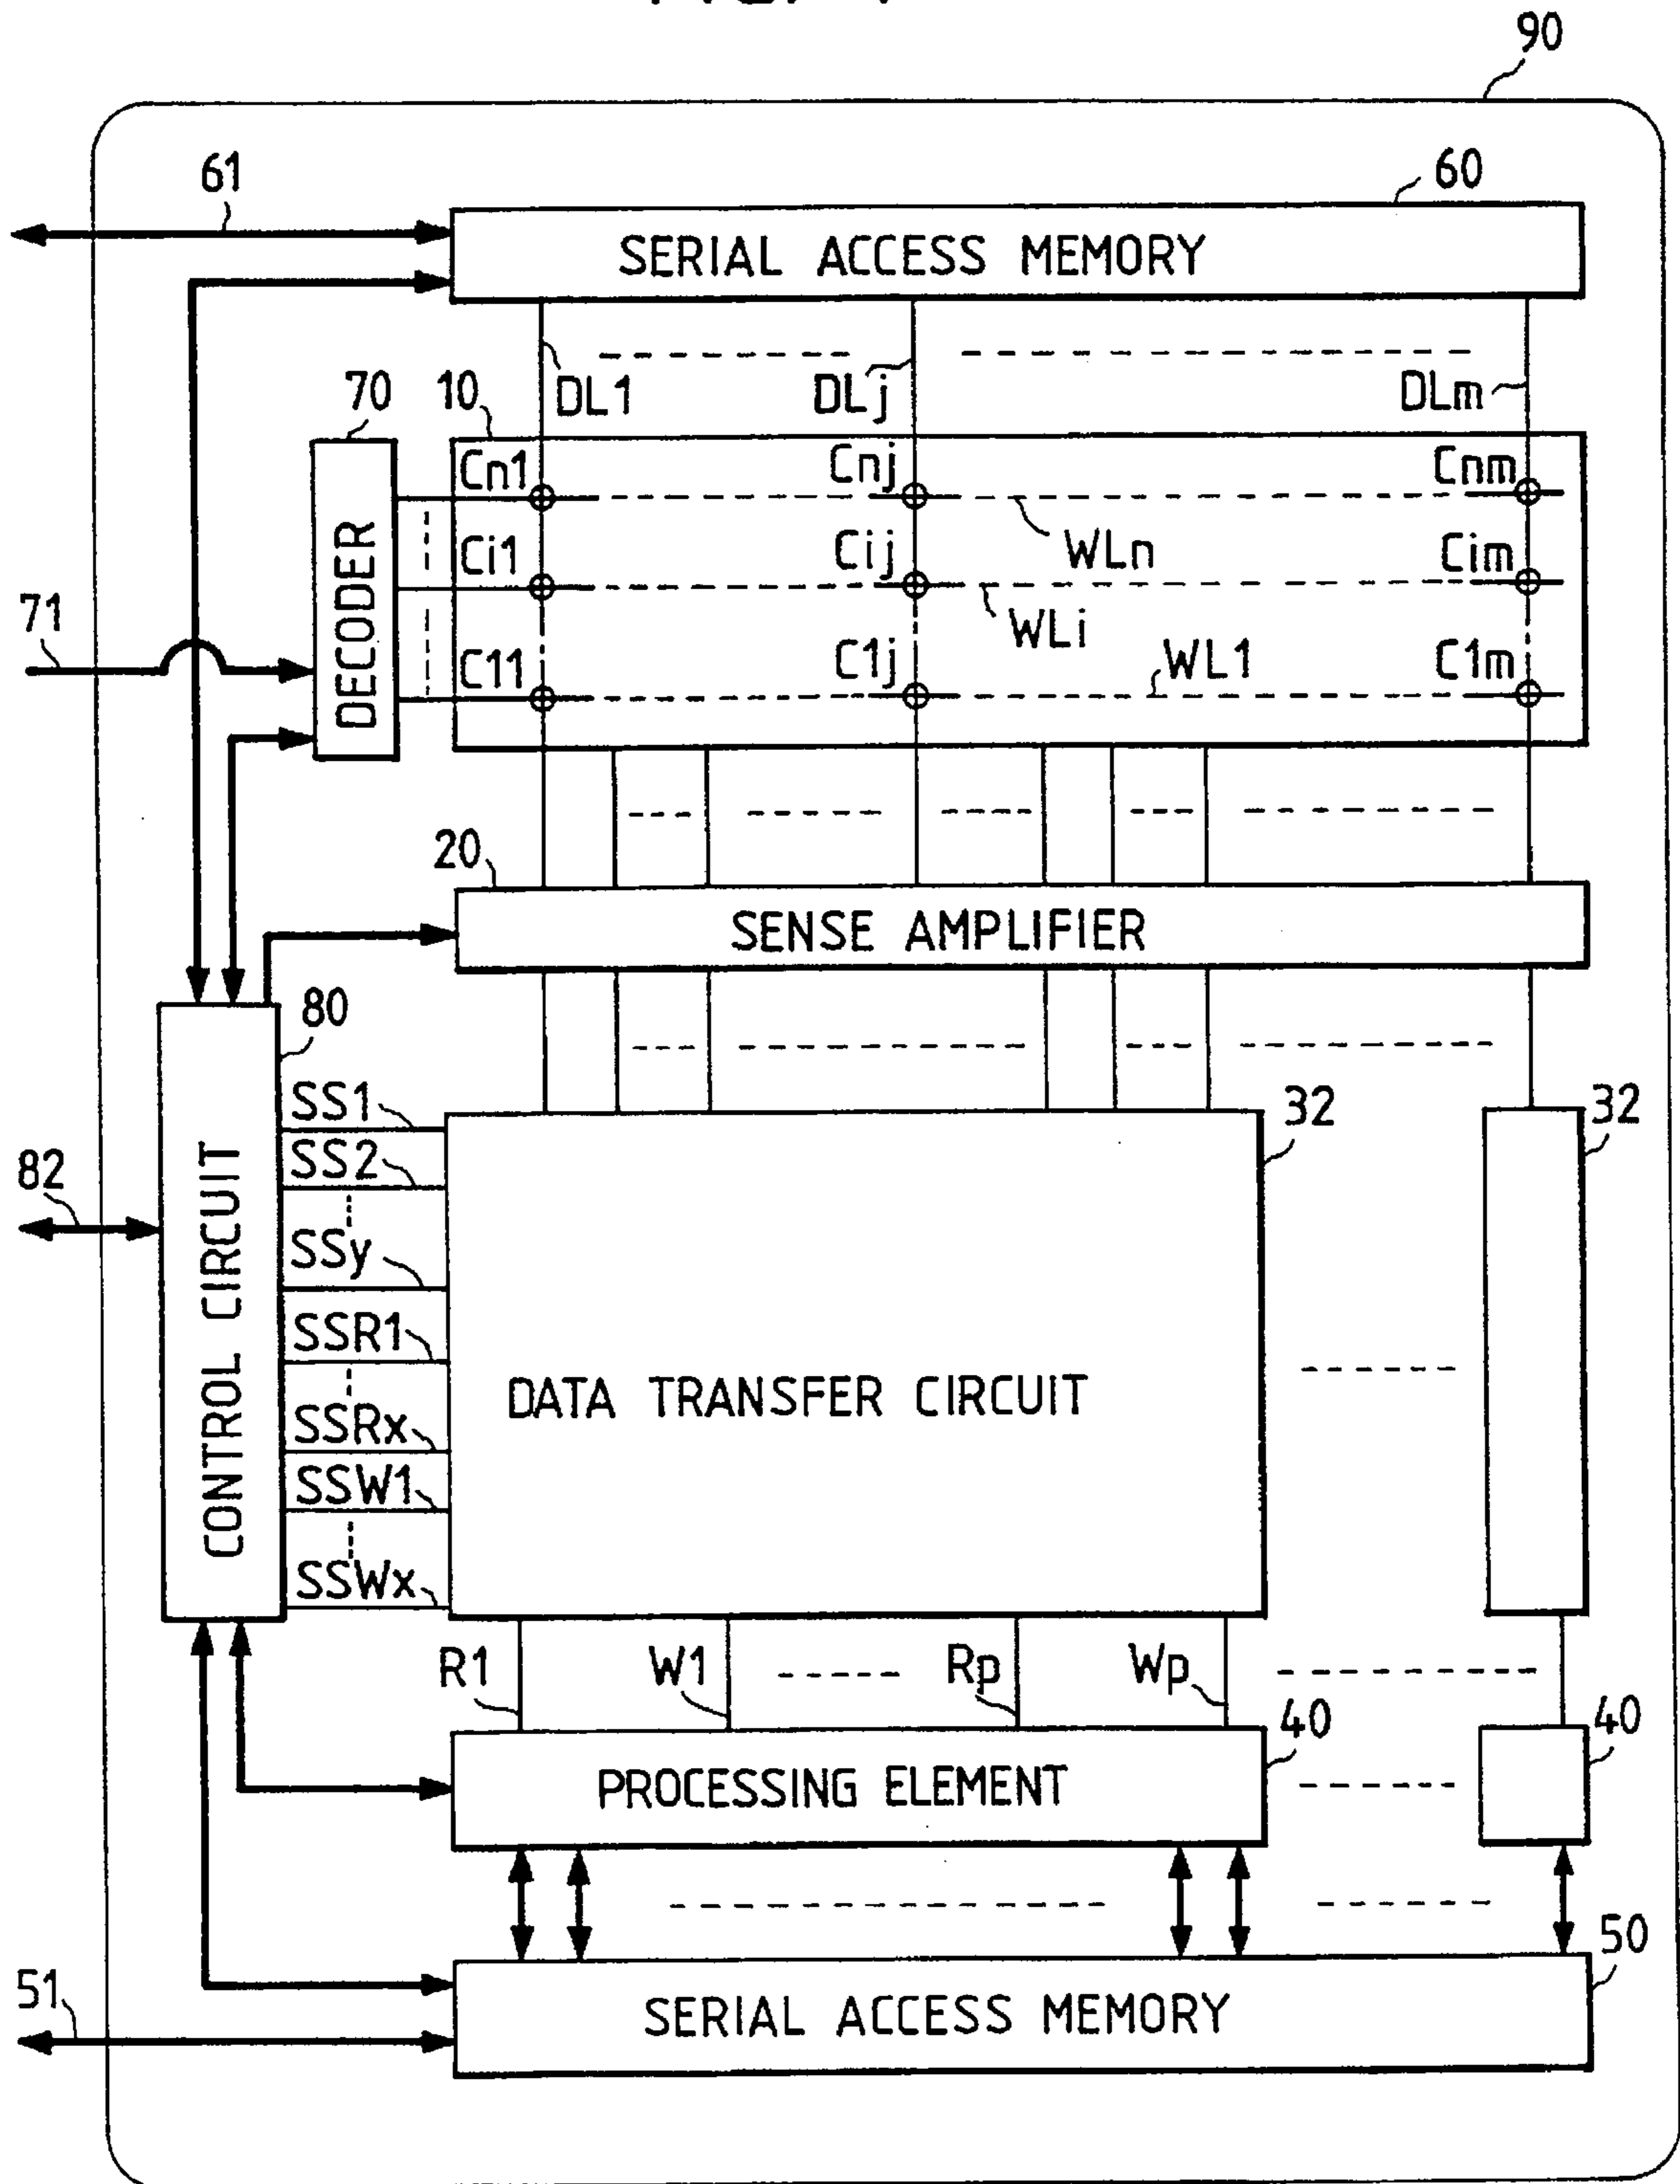 90
61
60
SERIAL ACCESS MEMORY
DL1
DLj
DLm
70
10
DECODER
Cn1
Cnj
Cnm
WLn
Ci1
Cij
Cim
WLi
71
C11
C1j
WL1
C1m
20
SENSE AMPLIFIER
80
CONTROL CIRCUIT
82
SS1
SS2
SSy
SSR1
SSRx
SSW1
SSWx
32
32
DATA TRANSFER CIRCUIT
R1
W1
Rp
Wp
40
40
PROCESSING ELEMENT
50
51
SERIAL ACCESS MEMORY